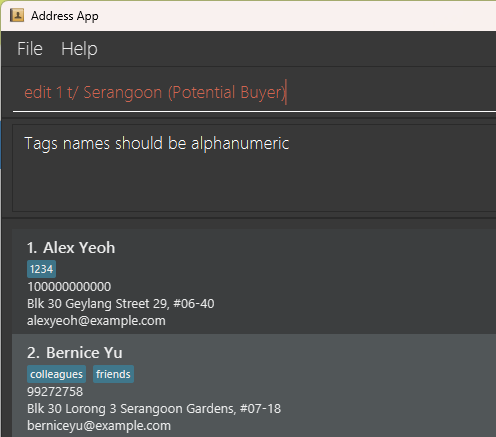 Address App
File Help
edit 1 t/ Serangoon (Potential Buyer)
Tags names should be alphanumeric
1. Alex Yeoh
1234
100000000000
Blk 30 Geylang Street 29, #06-40
alexyeoh@example.com
2. Bernice Yu
colleagues friends
99272758
Blk 30 Lorong 3 Serangoon Gardens, #07-18
berniceyu@example.com